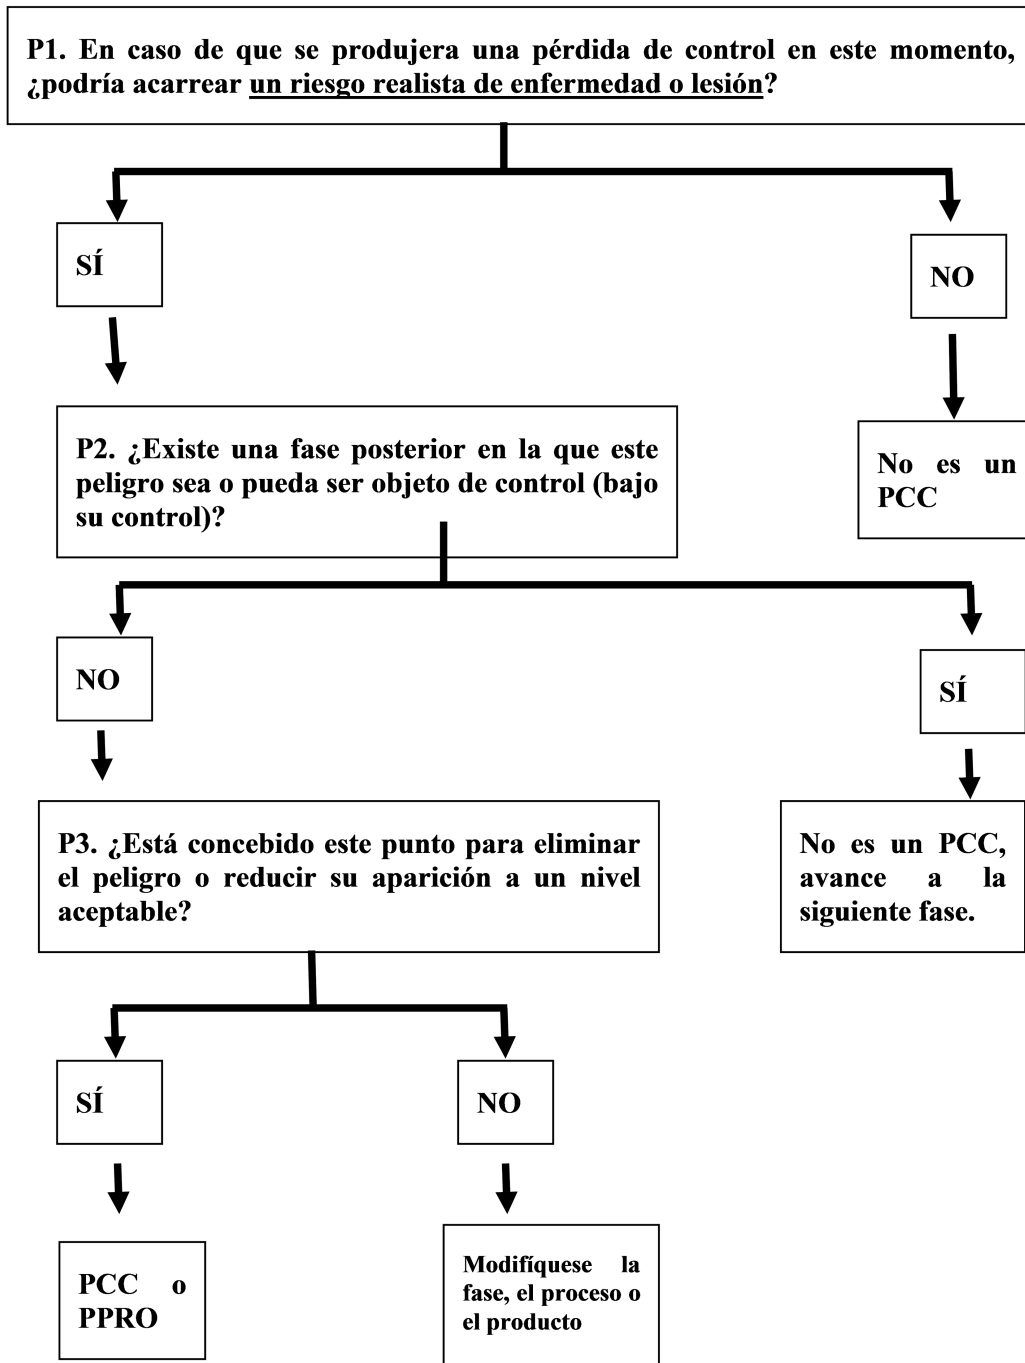 P1. En caso de que se produjera una pérdida de control en este momento,
¿podría acarrear un riesgo realista de enfermedad o lesión?
SÍ
NO
P2. ¿Existe una fase posterior en la que este
peligro sea o pueda ser objeto de control (bajo
su control)?
No es un
PCC
NO
SÍ
P3. ¿Está concebido este punto para eliminar
el peligro o reducir su aparición a un nivel
aceptable?
No es un PCC,
avance a la
siguiente fase.
SÍ
NO
PCC o
PPRO
Modifíquese la
fase, el proceso o
el producto